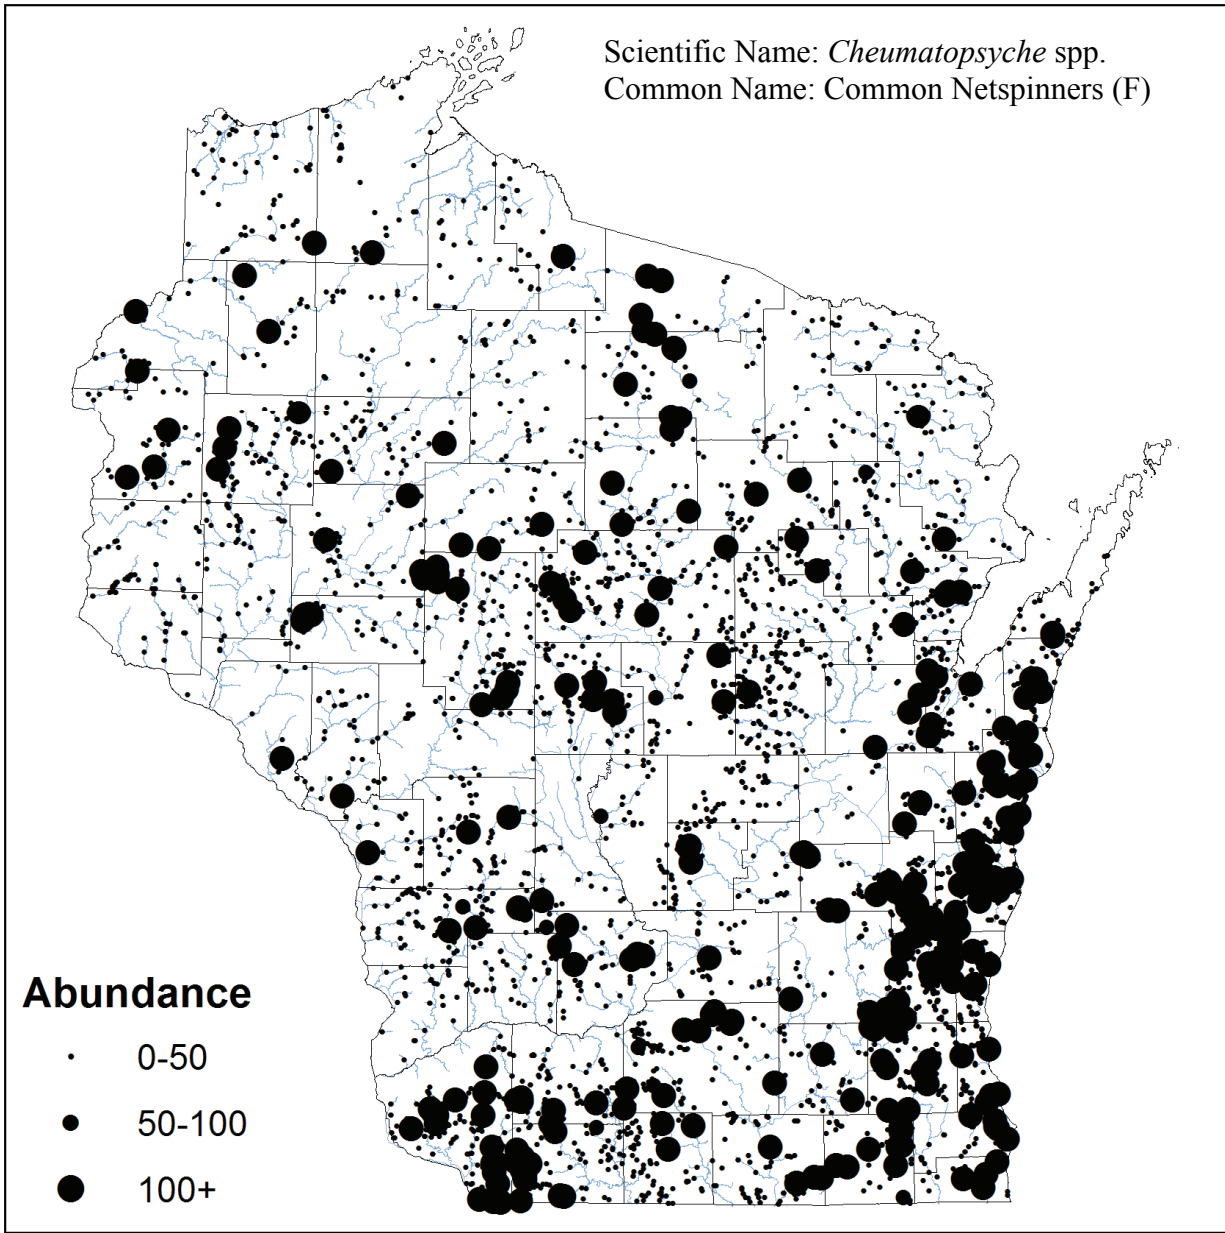 Scientific Name: Cheumatopsyche spp.
Common Name: Common Netspinners (F)
Abundance
0-50
50-100
100+